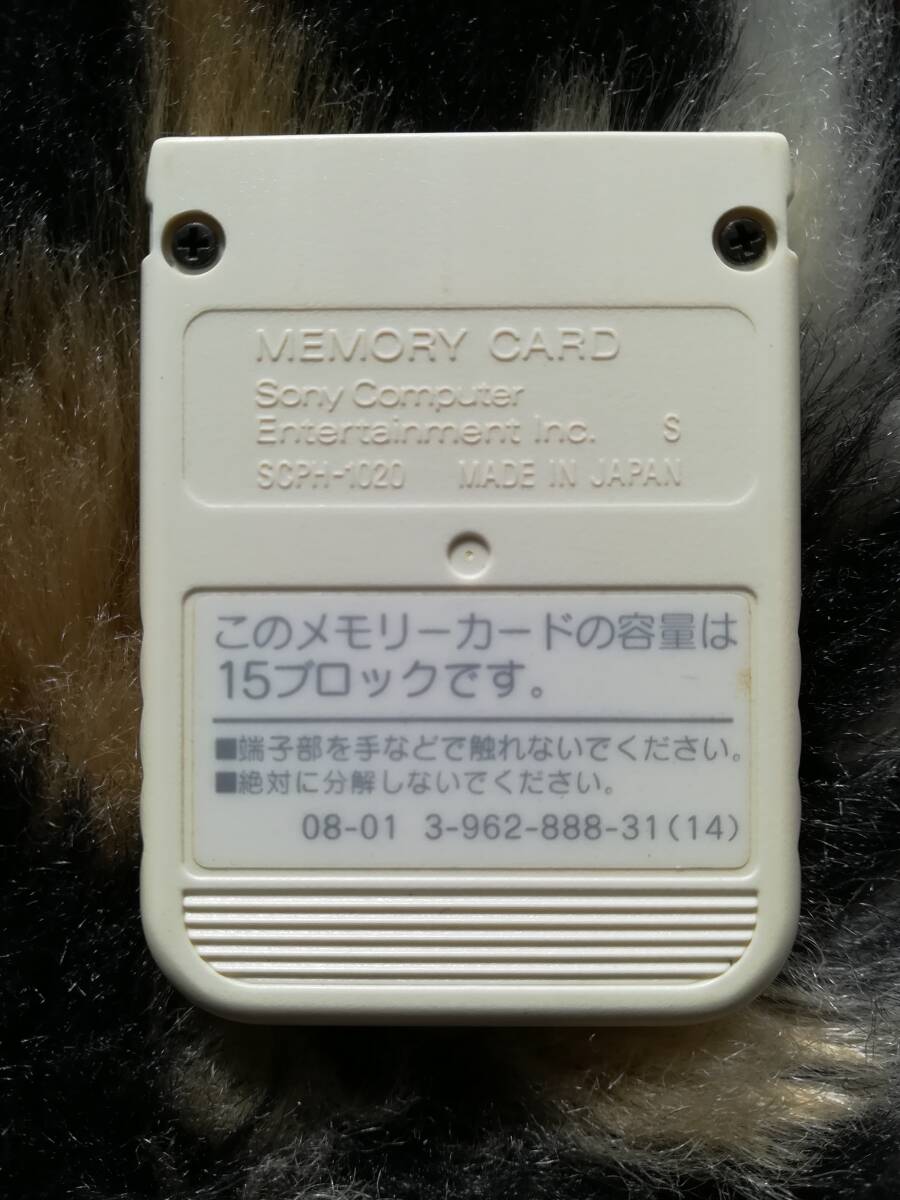 MEMORY CARD
Sony Computer
Entertainment Inc. S
SCPH-1020 MADE IN JAPAN
このメモリーカードの容量は
15ブロックです。
■端子部を手などで触れないでください。
■絶対に分解しないでください。
08-01 3-962-888-31(14)